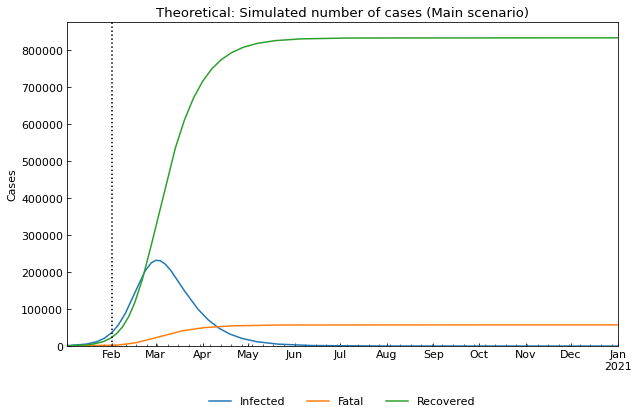 Theoretical: Simulated number of cases (Main scenario)
Cases
800000
700000
600000
500000
400000
300000
200000
100000
0
Feb Mar Apr May Jun Jul Aug Sep Oct Nov Dec Jan
2021
Infected Fatal Recovered